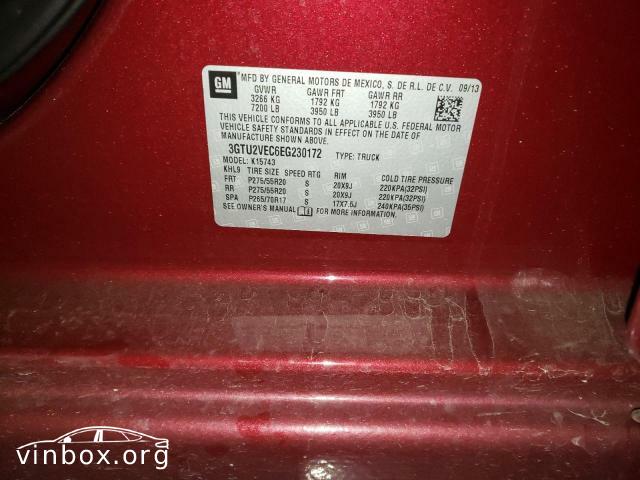 GM
MFD BY GENERAL MOTORS DE MEXICO, S. DE R.L. DE C.V. 09/13
GVWR GAWR FRT GAWR RR
3266 KG 1792 KG 1792 KG
7200 LB 3950 LB 3950 LB
THIS VEHICLE CONFORMS TO ALL APPLICABLE U.S. FEDERAL MOTOR
VEHICLE SAFETY STANDARDS IN EFFECT ON THE DATE OF
MANUFACTURE SHOWN ABOVE.
3GTU2VEC6EG230172 TYPE: TRUCK
MODEL: K15743
KHL9 TIRE SIZE SPEED RTG RIM COLD TIRE PRESSURE
FRT P275/55R20 S 20X9J 220KPA(32PSI)
RR P275/55R20 S 20X9J 220KPA(32PSI)
SPA P265/70R17 S 17X7.5J 240KPA(35PSI)
SEE OWNER'S MANUAL FOR MORE INFORMATION.
vinbox.org